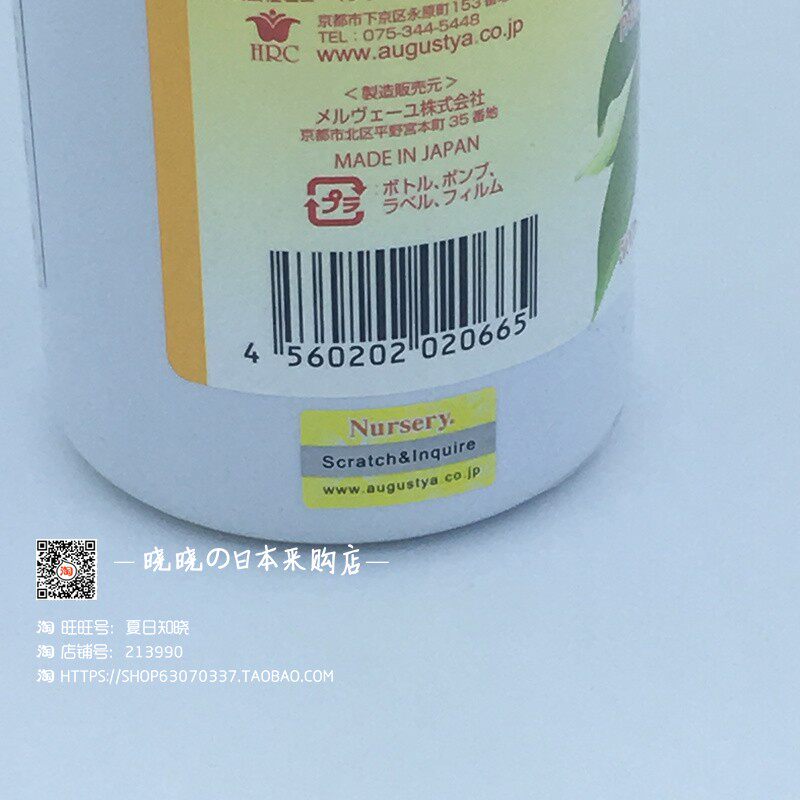 京都市下京区永原町153番地
HRC
TEL：075-344-5448
www.augustya.co.jp
＜製造販売元＞
メルヴェーユ株式会社
京都市北区平野宮本町35番地
MADE IN JAPAN
プラ
：ボトル、ポンプ、
ラベル、フィルム
4 560202 020665
Nursery.
Scratch&Inquire
www.augustya.co.jp
— 晓晓の日本采购店 —
淘
淘 旺旺号：夏日知晓
淘 店铺号：213990
淘 HTTPS://SHOP63070337.TAOBAO.COM